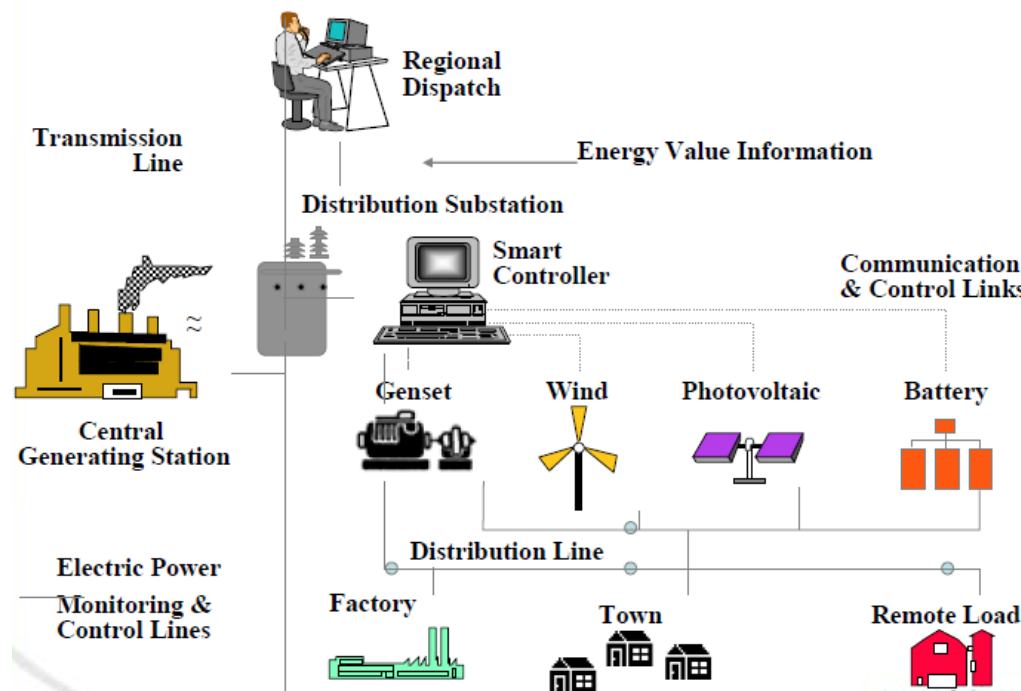 Regional
Dispatch
Transmission
Line
Energy Value Information
Distribution Substation
Smart
Controller
Communication
& Control Links
≈
Genset
Wind
Photovoltaic
Battery
Central
Generating Station
Distribution Line
Electric Power
Monitoring &
Control Lines
Factory
Town
Remote Load